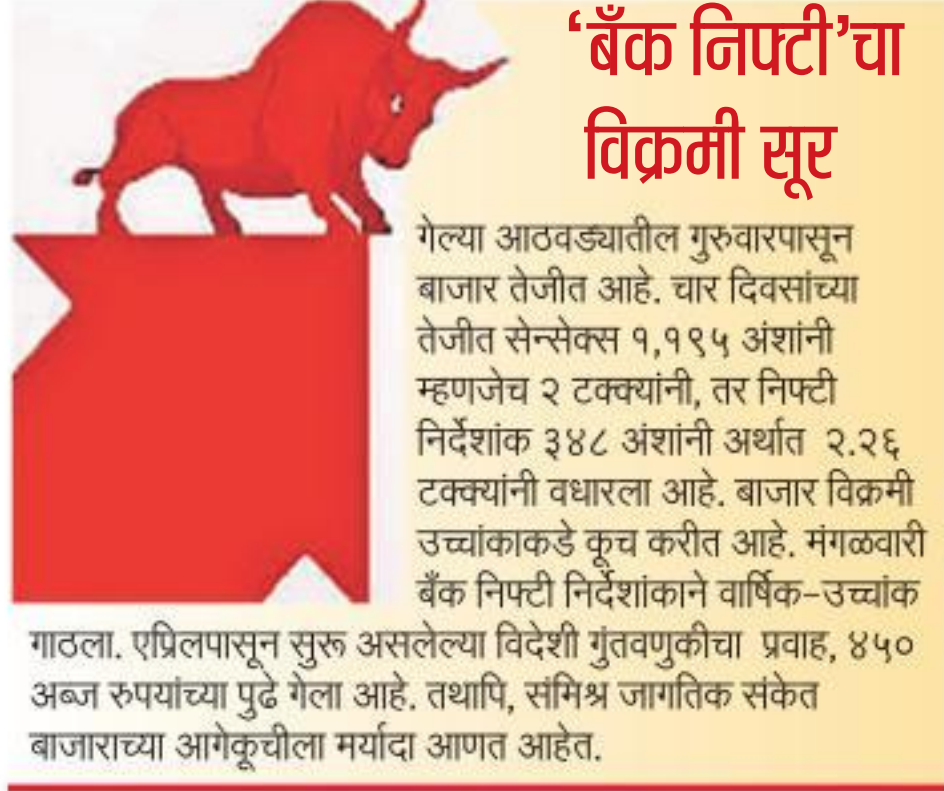 ‘बँक निफ्टी’चा
विक्रमी सूर
गेल्या आठवड्यातील गुरुवारपासून
बाजार तेजीत आहे. चार दिवसांच्या
तेजीत सेन्सेक्स १,१९५ अंशांनी
म्हणजेच २ टक्क्यांनी, तर निफ्टी
निर्देशांक ३४८ अंशांनी अर्थात २.२६
टक्क्यांनी वधारला आहे. बाजार विक्रमी
उच्चांकाकडे कूच करीत आहे. मंगळवारी
बँक निफ्टी निर्देशांकाने वार्षिक-उच्चांक
गाठला. एप्रिलपासून सुरू असलेल्या विदेशी गुंतवणुकीचा प्रवाह, ४५०
अब्ज रुपयांच्या पुढे गेला आहे. तथापि, संमिश्र जागतिक संकेत
बाजाराच्या आगेकूचीला मर्यादा आणत आहेत.